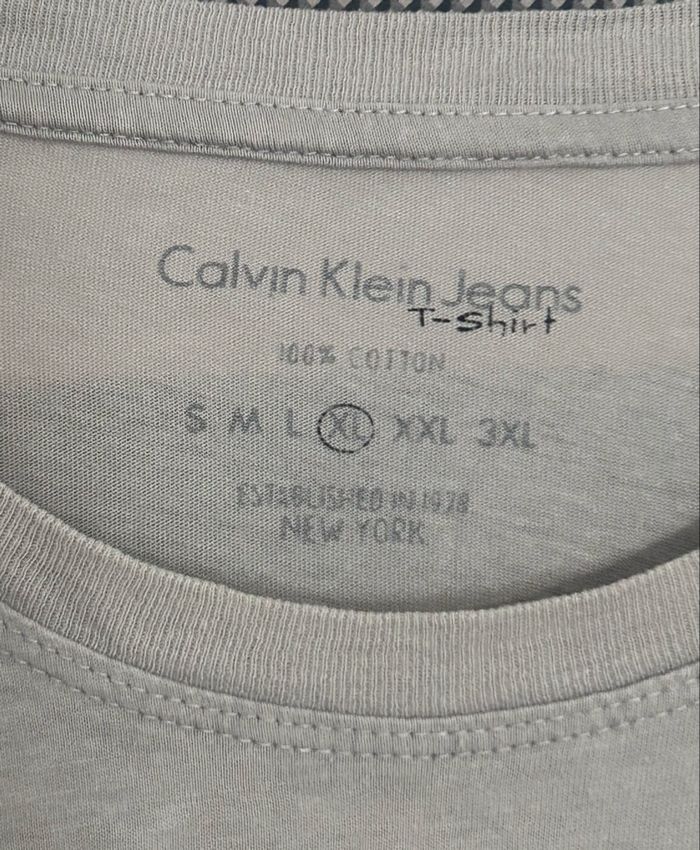 Calvin Klein Jeans
T-Shirt
100% COTTON
S M L XL XXL 3XL
ESTABLISHED IN 1978
NEW YORK